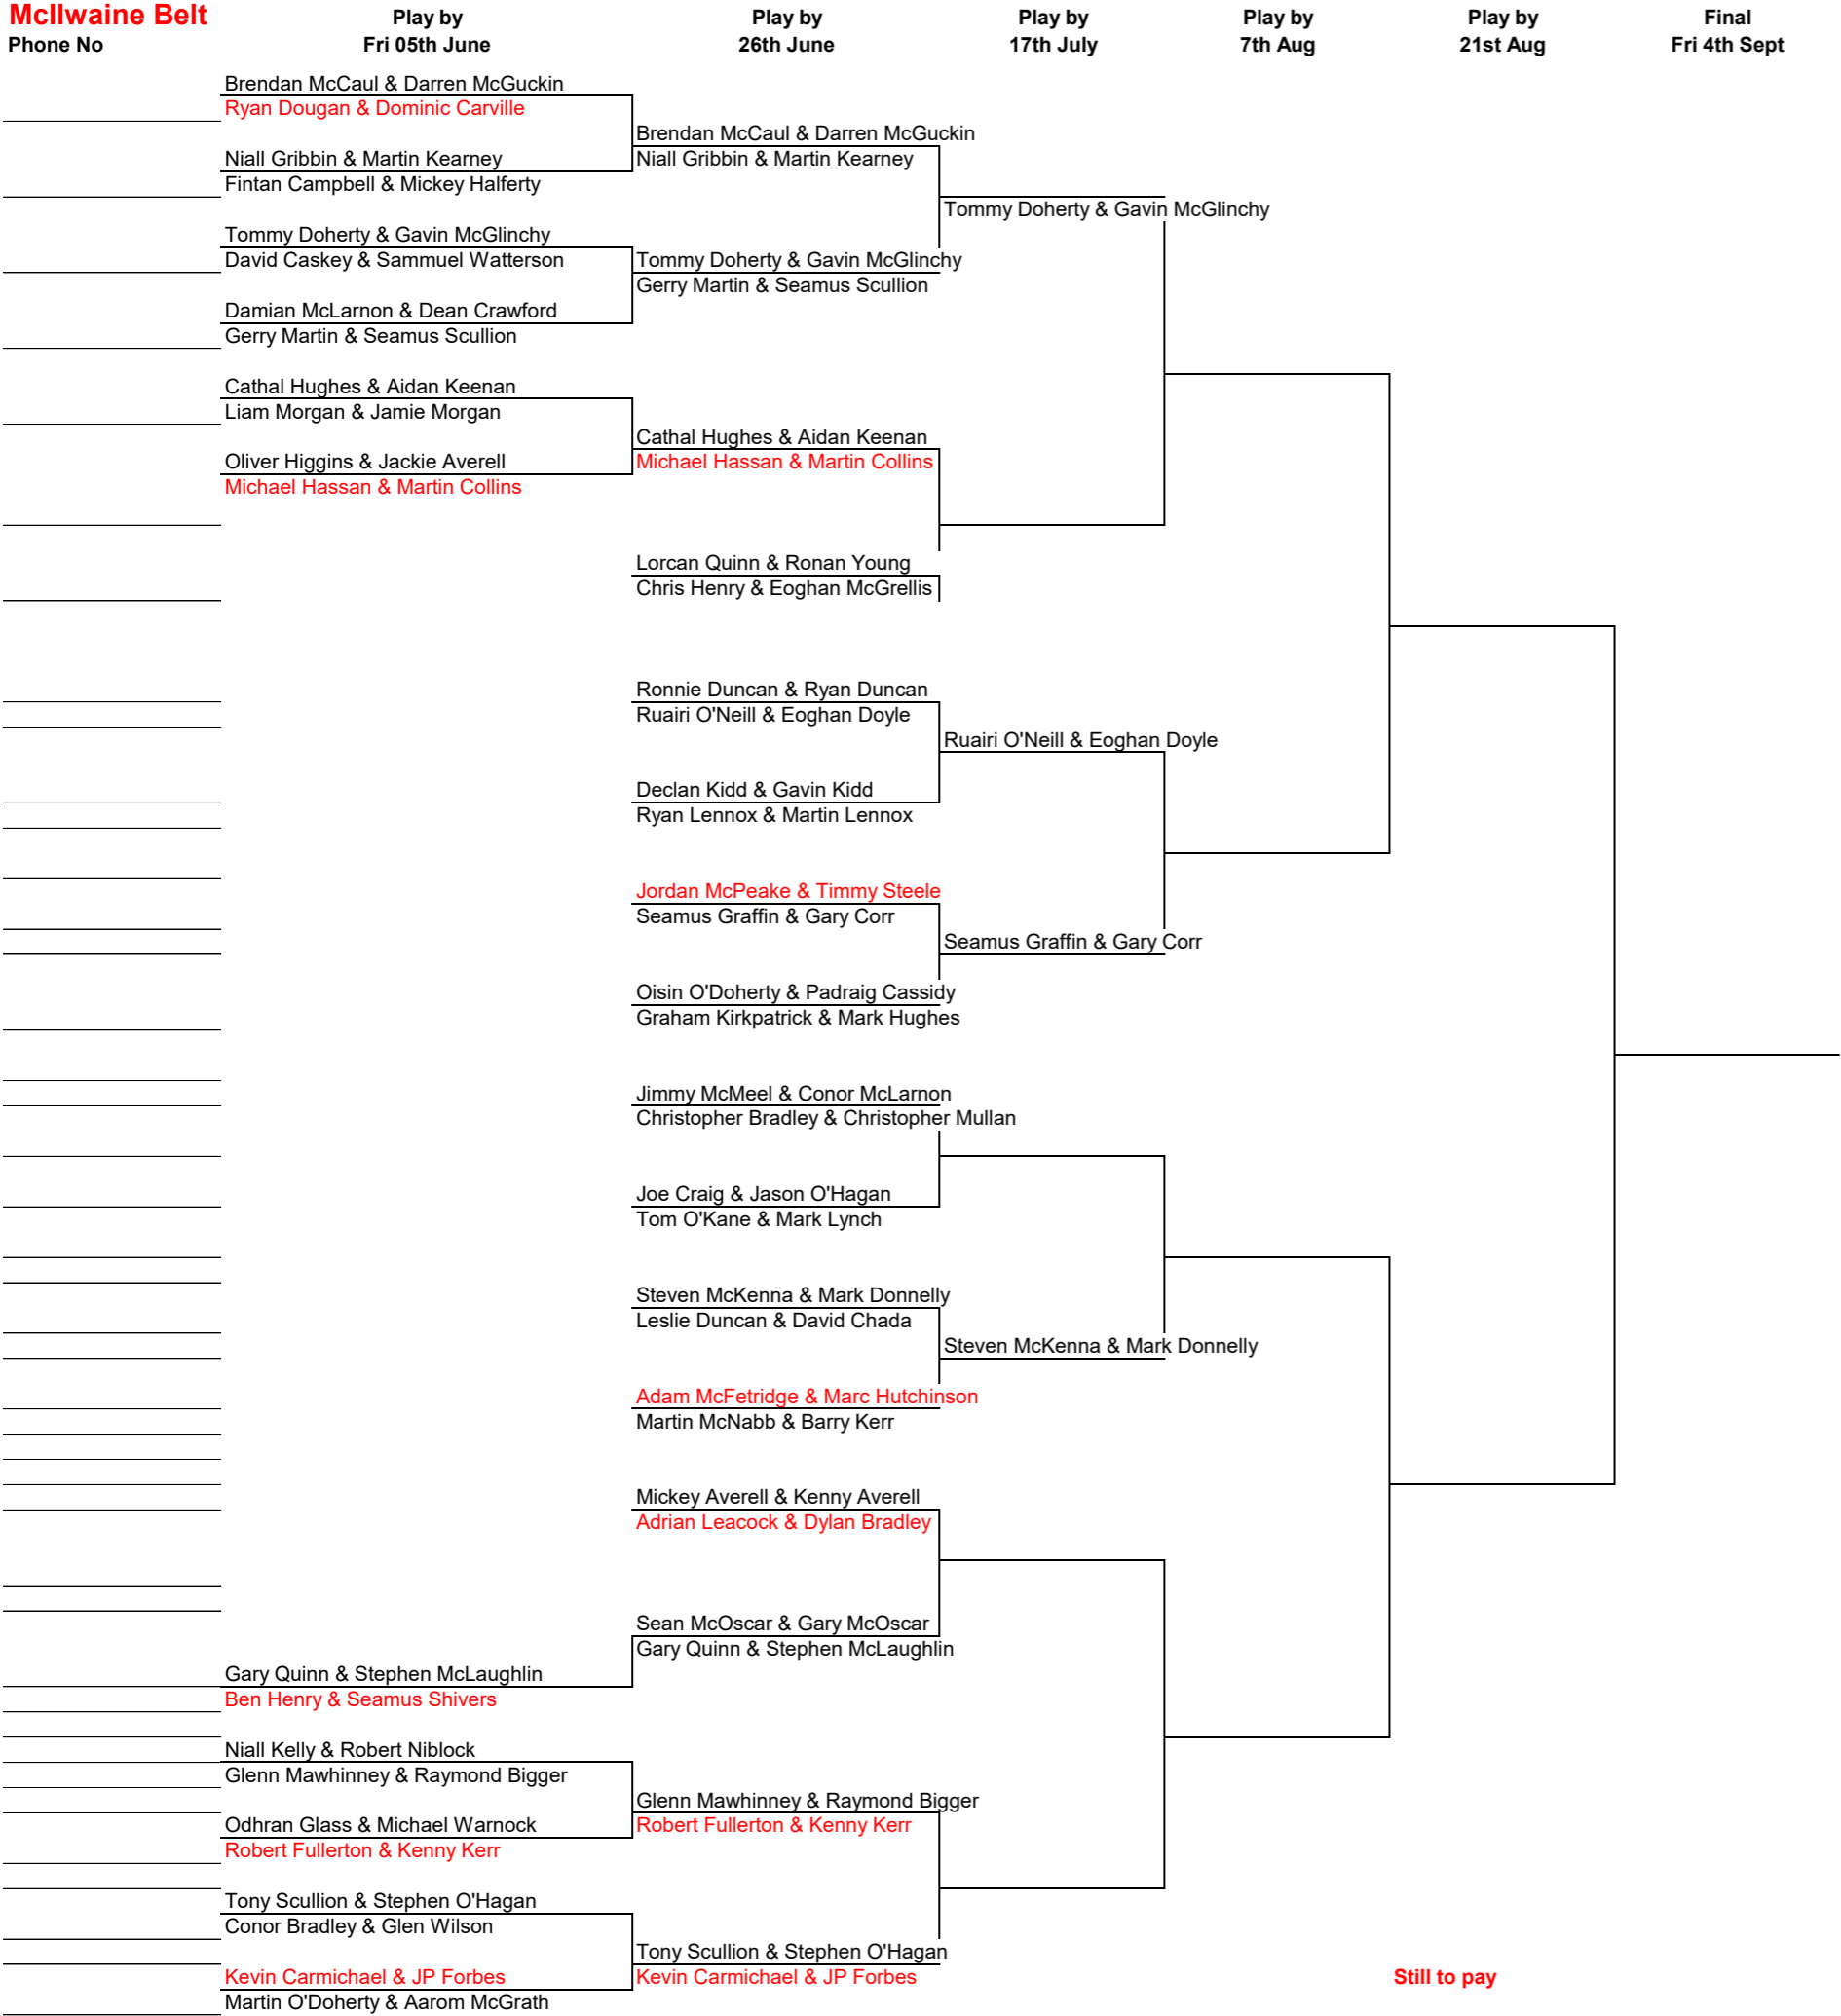 McIlwaine Belt
Play by
Play by
Play by
Play by
Play by
Final
Phone No
Fri 05th June
26th June
17th July
7th Aug
21st Aug
Fri 4th Sept
Brendan McCaul & Darren McGuckin
Ryan Dougan & Dominic Carville
Brendan McCaul & Darren McGuckin
Niall Gribbin & Martin Kearney
Niall Gribbin & Martin Kearney
Fintan Campbell & Mickey Halferty
Tommy Doherty & Gavin McGlinchy
Tommy Doherty & Gavin McGlinchy
David Caskey & Sammuel Watterson
Tommy Doherty & Gavin McGlinchy
Gerry Martin & Seamus Scullion
Damian McLarnon & Dean Crawford
Gerry Martin & Seamus Scullion
Cathal Hughes & Aidan Keenan
Liam Morgan & Jamie Morgan
Cathal Hughes & Aidan Keenan
Oliver Higgins & Jackie Averell
Michael Hassan & Martin Collins
Michael Hassan & Martin Collins
Lorcan Quinn & Ronan Young
Chris Henry & Eoghan McGrellis
Ronnie Duncan & Ryan Duncan
Ruairi O'Neill & Eoghan Doyle
Ruairi O'Neill & Eoghan Doyle
Declan Kidd & Gavin Kidd
Ryan Lennox & Martin Lennox
Jordan McPeake & Timmy Steele
Seamus Graffin & Gary Corr
Seamus Graffin & Gary Corr
Oisin O'Doherty & Padraig Cassidy
Graham Kirkpatrick & Mark Hughes
Jimmy McMeel & Conor McLarnon
Christopher Bradley & Christopher Mullan
Joe Craig & Jason O'Hagan
Tom O'Kane & Mark Lynch
Steven McKenna & Mark Donnelly
Leslie Duncan & David Chada
Steven McKenna & Mark Donnelly
Adam McFetridge & Marc Hutchinson
Martin McNabb & Barry Kerr
Mickey Averell & Kenny Averell
Adrian Leacock & Dylan Bradley
Sean McOscar & Gary McOscar
Gary Quinn & Stephen McLaughlin
Gary Quinn & Stephen McLaughlin
Ben Henry & Seamus Shivers
Niall Kelly & Robert Niblock
Glenn Mawhinney & Raymond Bigger
Glenn Mawhinney & Raymond Bigger
Odhran Glass & Michael Warnock
Robert Fullerton & Kenny Kerr
Robert Fullerton & Kenny Kerr
Tony Scullion & Stephen O'Hagan
Conor Bradley & Glen Wilson
Tony Scullion & Stephen O'Hagan
Kevin Carmichael & JP Forbes
Kevin Carmichael & JP Forbes
Still to pay
Martin O'Doherty & Aarom McGrath